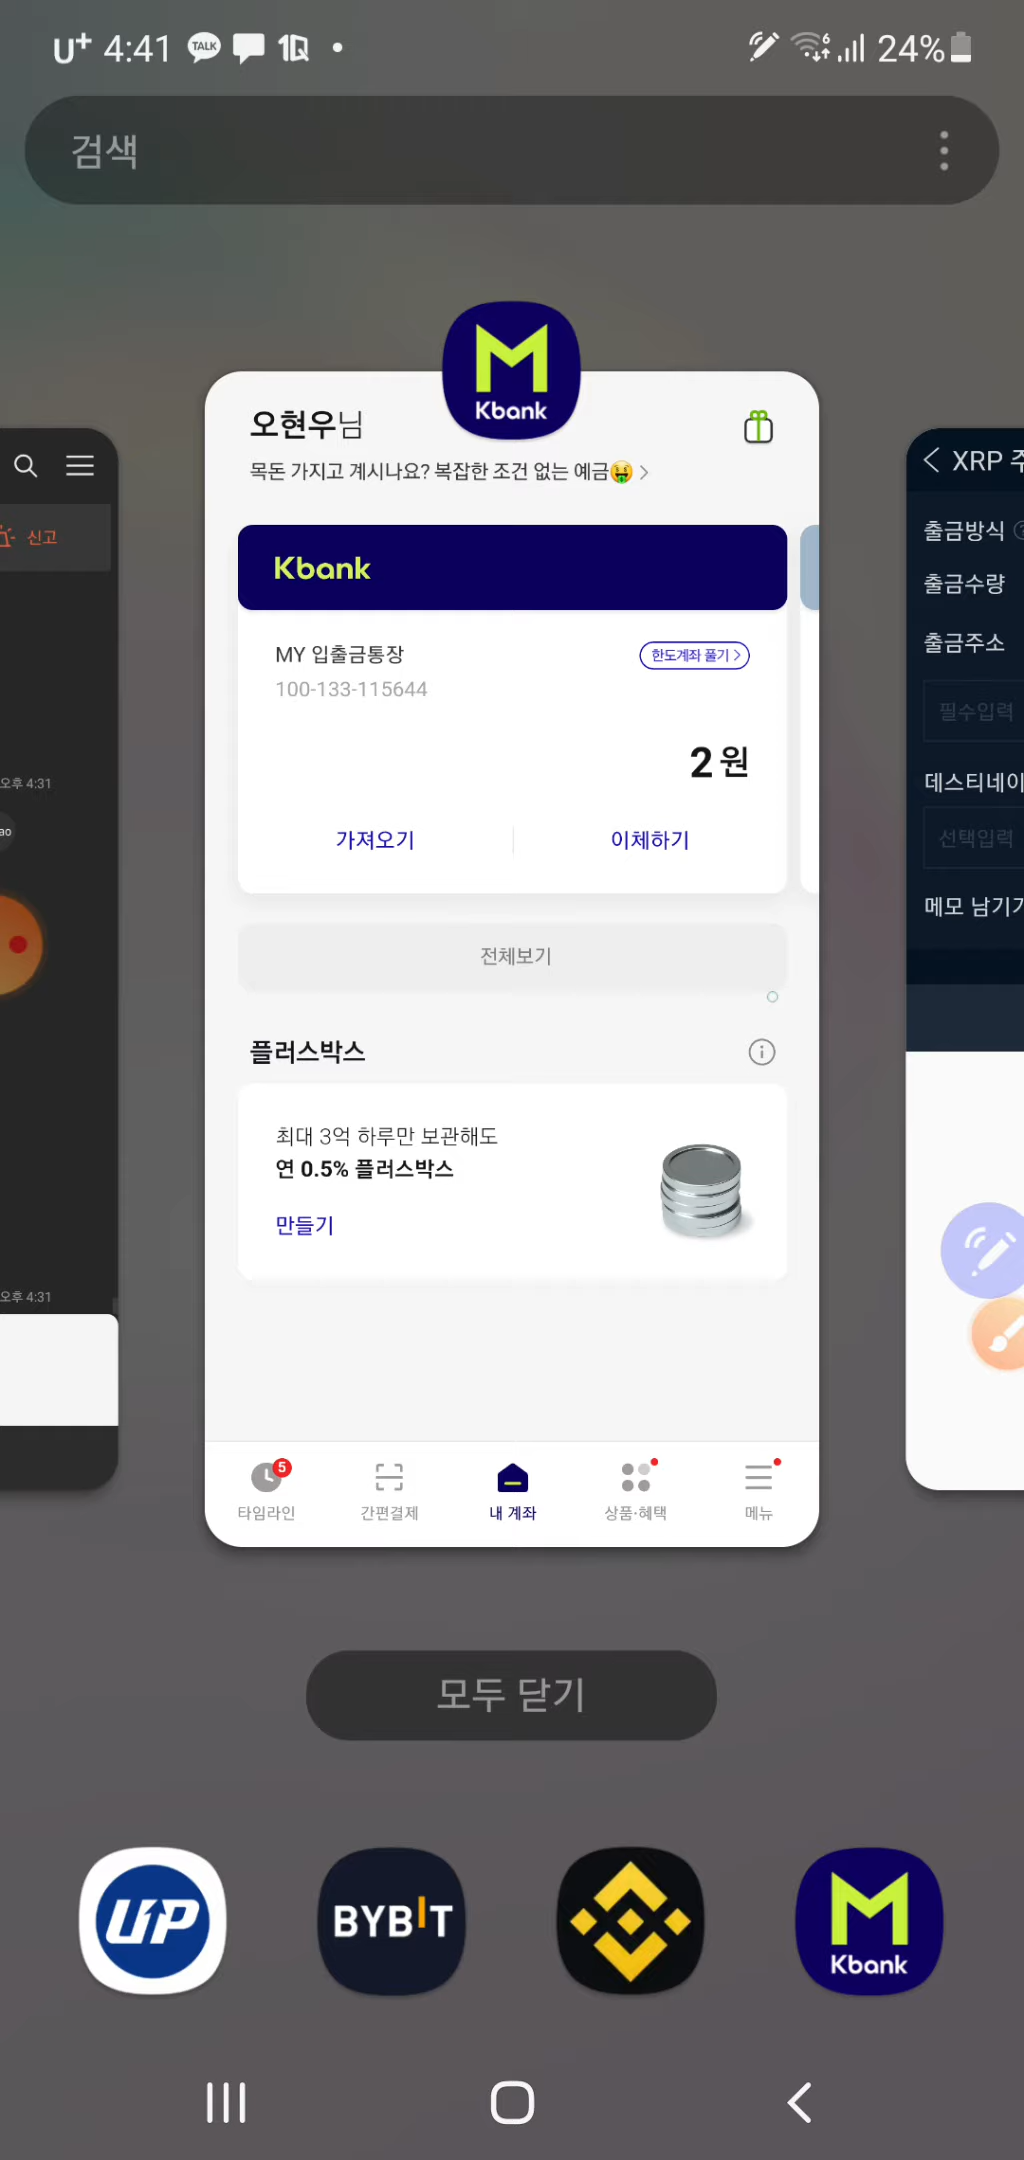 U+ 4:41 TALK 1Q 6 24%
검색
M
Kbank
오현우님
목돈 가지고 계시나요? 복잡한 조건 없는 예금🤑 >
Kbank
MY 입출금통장
한도계좌 풀기 >
100-133-115644
2 원
가져오기
이체하기
전체보기
플러스박스
최대 3억 하루만 보관해도
연 0.5% 플러스박스
만들기
5
타임라인
간편결제
내 계좌
상품·혜택
메뉴
신고
오후 4:31
ao
오후 4:31
XRP
출금방식
출금수량
출금주소
필수입력
데스티네이
선택입력
메모 남기기
모두 닫기
UP
BYBIT
M
Kbank